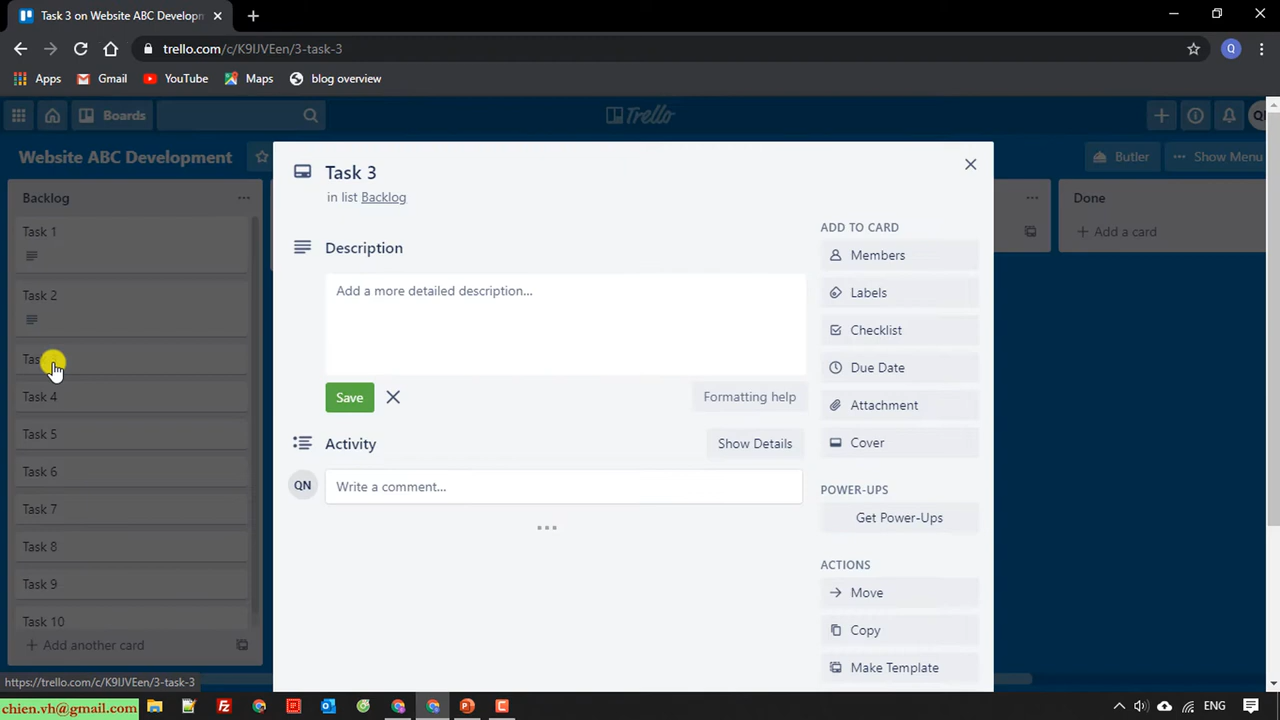 Task 3 on Website ABC Developm
trello.com/c/K9IJVEen/3-task-3
Apps Gmail YouTube Maps blog overview
Q
Boards
Trello
Website ABC Development
Butler
Show Menu
Backlog
Task 1
Task 2
Task 4
Task 5
Task 6
Task 7
Task 8
Task 9
Task 10
+ Add another card
Task 3
in list Backlog
Description
Add a more detailed description...
Save
Formatting help
Activity
Show Details
QN
Write a comment...
ADD TO CARD
Members
Labels
Checklist
Due Date
Attachment
Cover
POWER-UPS
Get Power-Ups
ACTIONS
Move
Copy
Make Template
Done
+ Add a card
https://trello.com/c/K9IJVEen/3-task-3
chien.vh@gmail.com
ENG